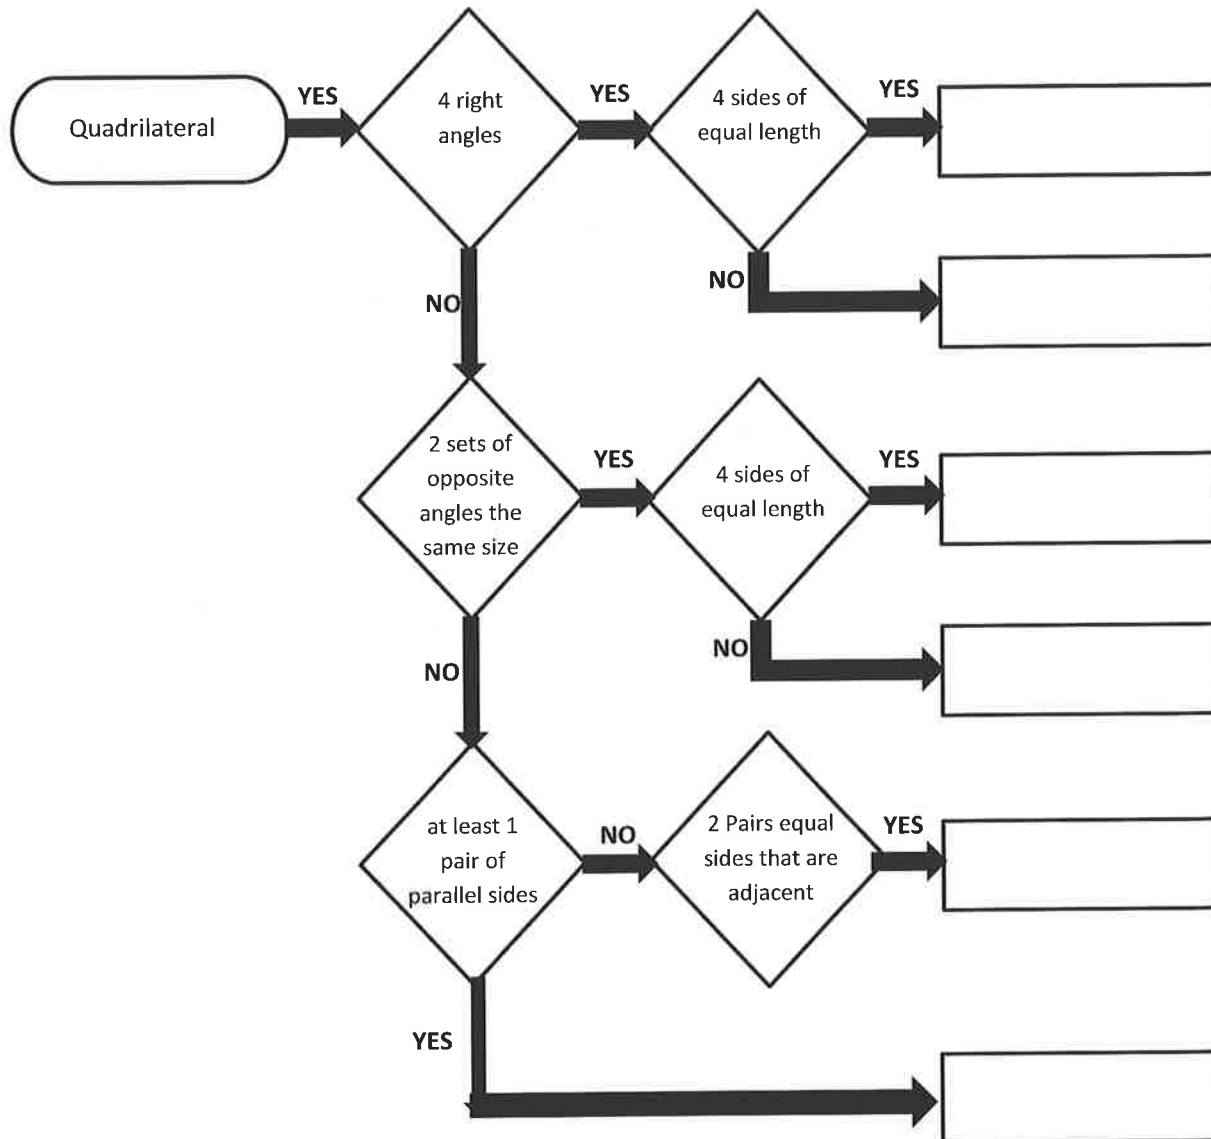 Quadrilateral
YES
4 right
angles
YES
4 sides of
equal length
YES
NO
NO
2 sets of
opposite
angles the
same size
YES
4 sides of
equal length
YES
NO
NO
at least 1
pair of
parallel sides
NO
2 Pairs equal
sides that are
adjacent
YES
YES